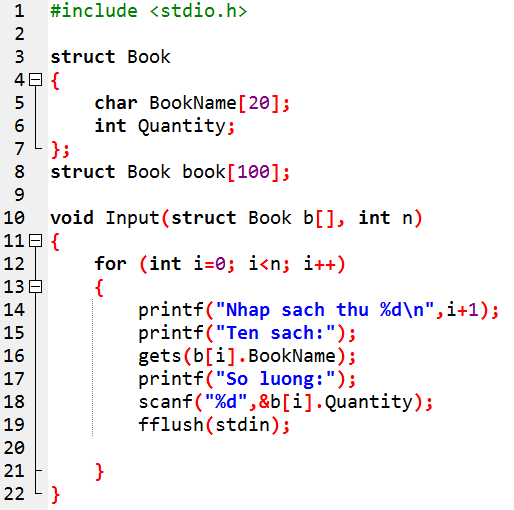 1 #include <stdio.h>
2
3 struct Book
4 {
5     char BookName[20];
6     int Quantity;
7 };
8 struct Book book[100];
9
10 void Input(struct Book b[], int n)
11 {
12     for (int i=0; i<n; i++)
13     {
14         printf("Nhap sach thu %d\n",i+1);
15         printf("Ten sach:");
16         gets(b[i].BookName);
17         printf("So luong:");
18         scanf("%d",&b[i].Quantity);
19         fflush(stdin);
20
21     }
22 }